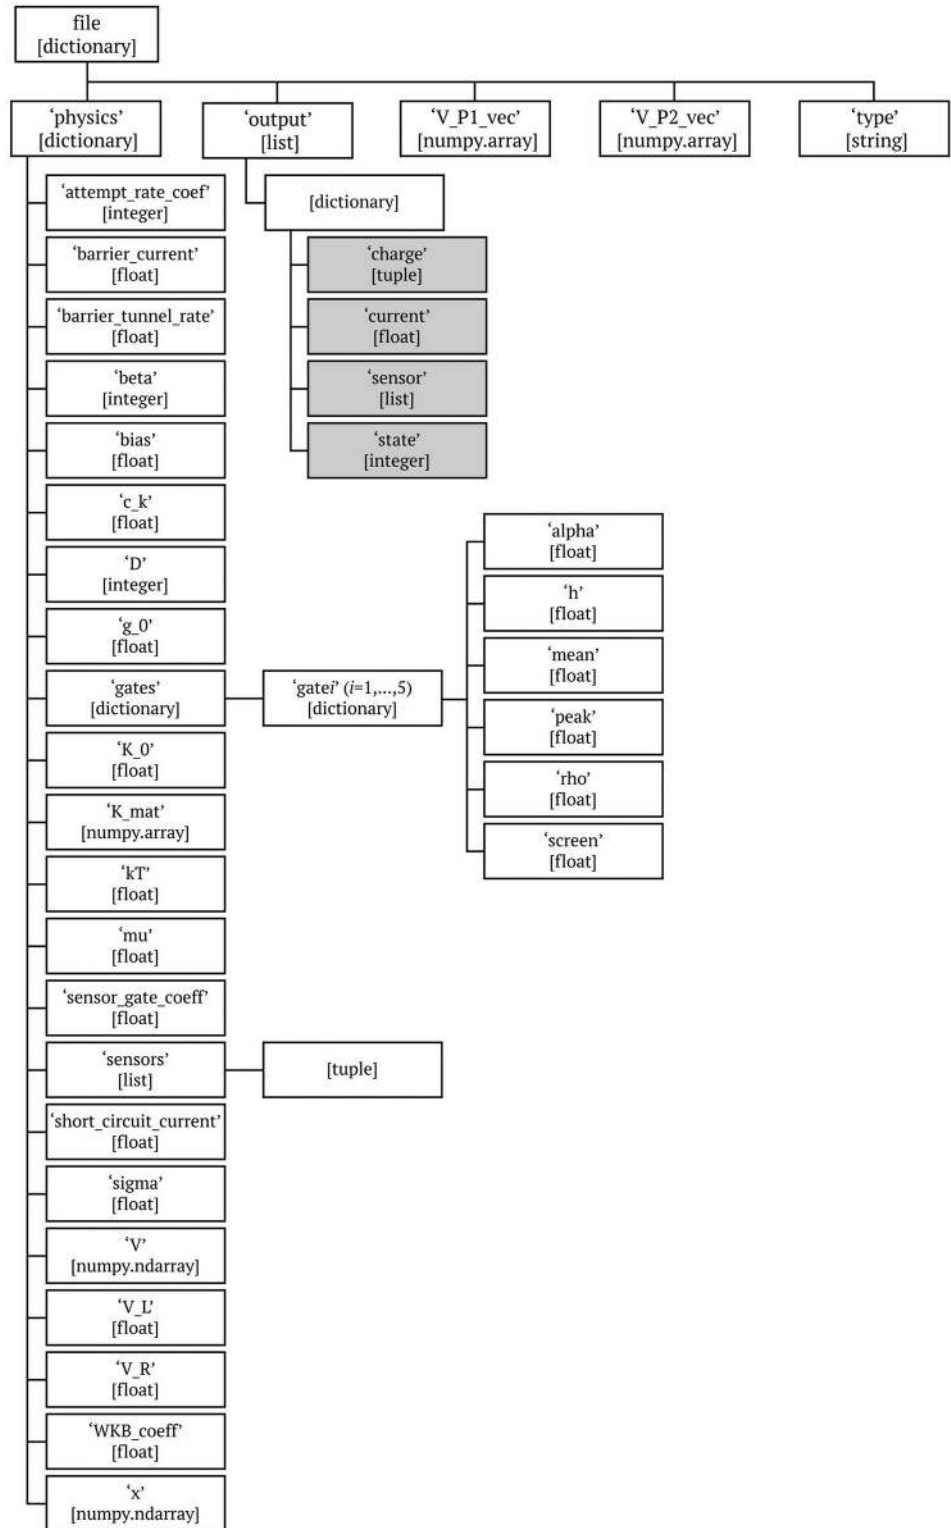 file
[dictionary]
‘physics’
[dictionary]
‘output’
[list]
‘V_P1_vec’
[numpy.array]
‘V_P2_vec’
[numpy.array]
‘type’
[string]
‘attempt_rate_coef’
[integer]
‘barrier_current’
[float]
‘barrier_tunnel_rate’
[float]
‘beta’
[integer]
‘bias’
[float]
‘c_k’
[float]
‘D’
[integer]
‘g_0’
[float]
‘gates’
[dictionary]
‘K_0’
[float]
‘K_mat’
[numpy.array]
‘kT’
[float]
‘mu’
[float]
‘sensor_gate_coeff’
[float]
‘sensors’
[list]
‘short_circuit_current’
[float]
‘sigma’
[float]
‘V’
[numpy.ndarray]
‘V_L’
[float]
‘V_R’
[float]
‘WKB_coeff’
[float]
‘x’
[numpy.ndarray]
[dictionary]
‘charge’
[tuple]
‘current’
[float]
‘sensor’
[list]
‘state’
[integer]
‘gatei’ (i=1,...,5)
[dictionary]
‘alpha’
[float]
‘h’
[float]
‘mean’
[float]
‘peak’
[float]
‘rho’
[float]
‘screen’
[float]
[tuple]